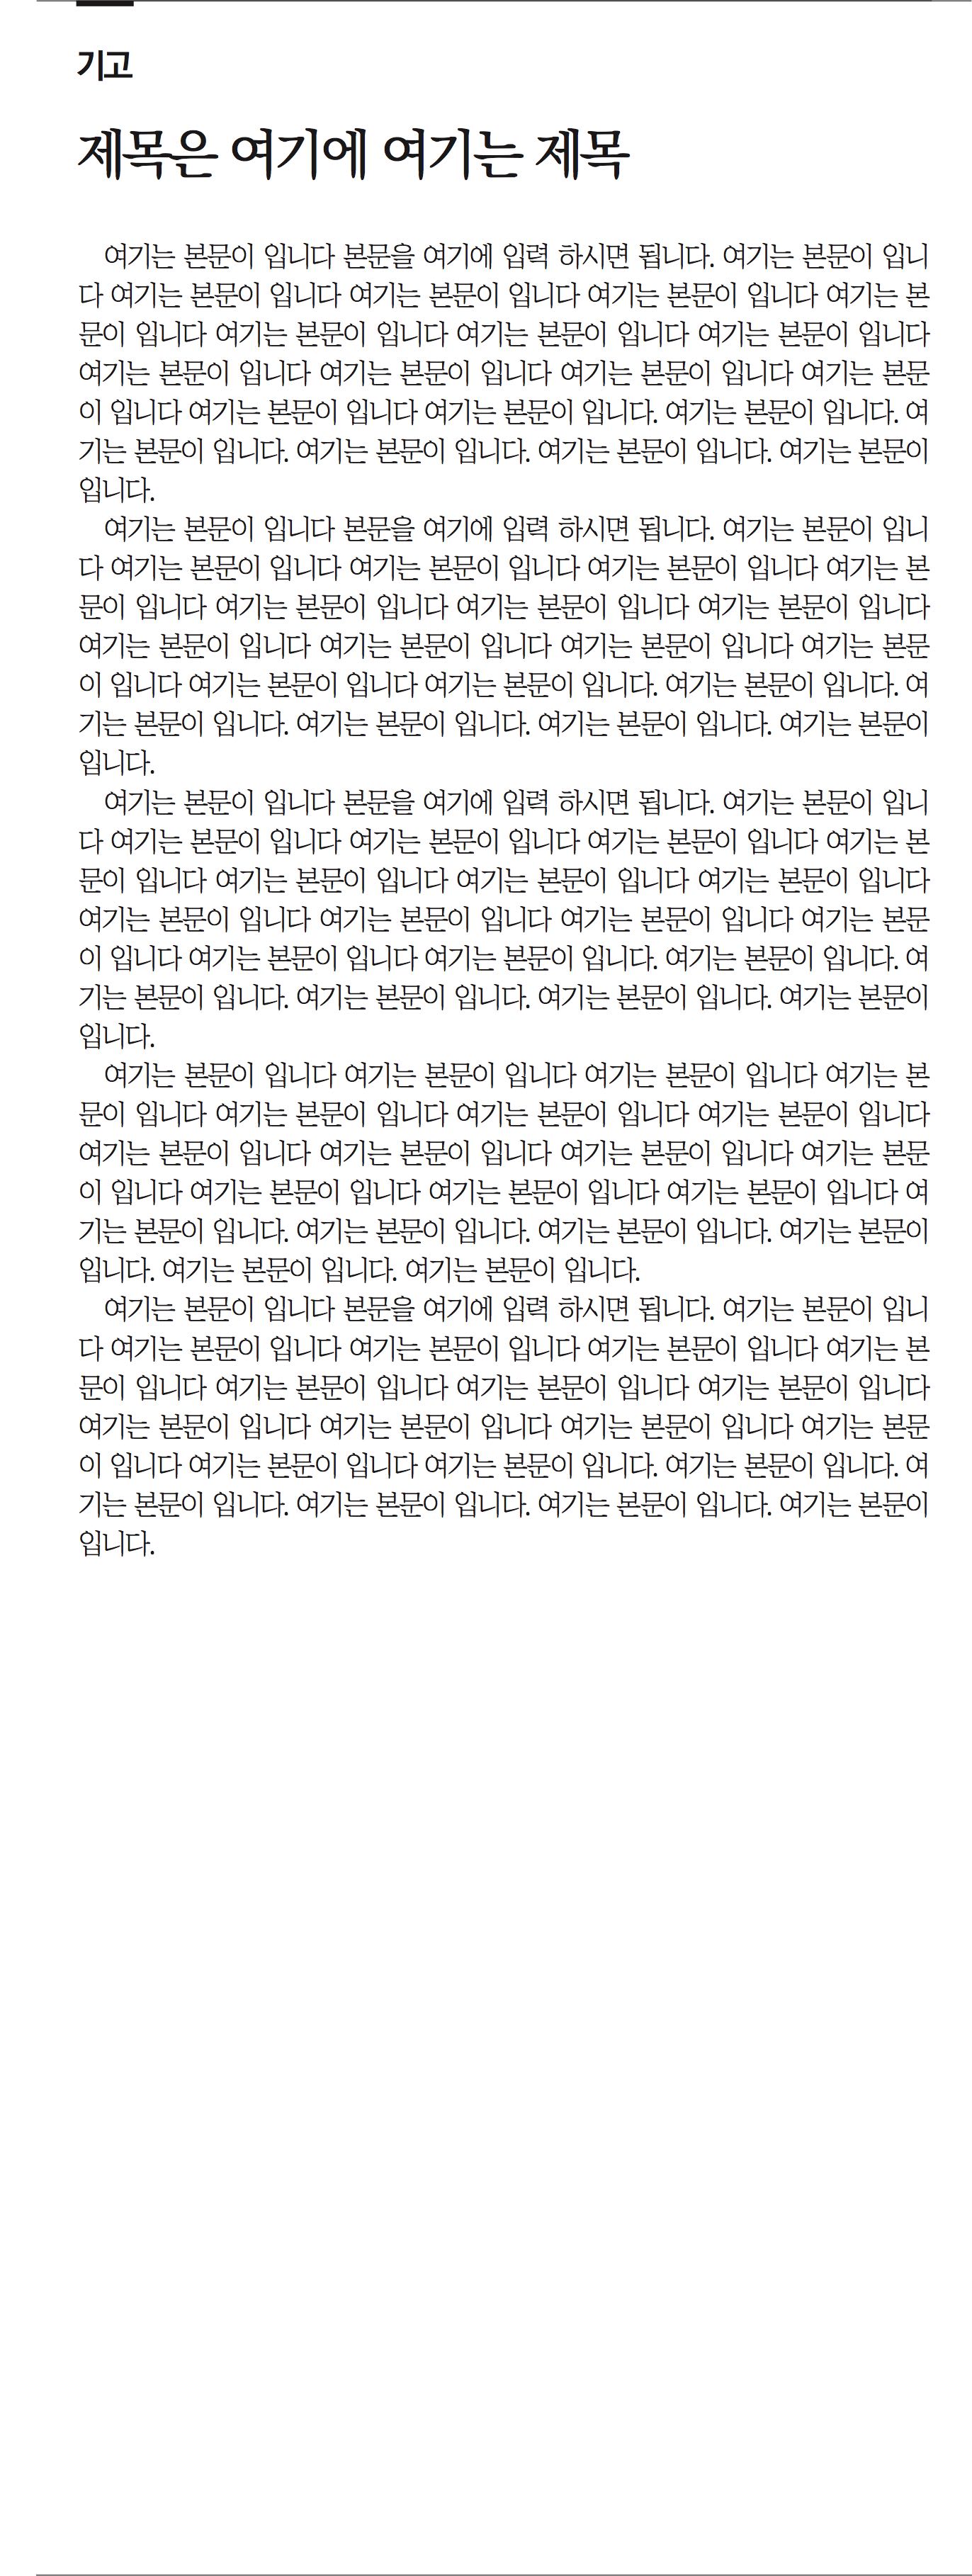 기고
제목은 여기에 여기는 제목
여기는 본문이 입니다 본문을 여기에 입력 하시면 됩니다. 여기는 본문이 입니
다 여기는 본문이 입니다 여기는 본문이 입니다 여기는 본문이 입니다 여기는 본
문이 입니다 여기는 본문이 입니다 여기는 본문이 입니다 여기는 본문이 입니다
여기는 본문이 입니다 여기는 본문이 입니다 여기는 본문이 입니다 여기는 본문
이 입니다 여기는 본문이 입니다 여기는 본문이 입니다. 여기는 본문이 입니다. 여
기는 본문이 입니다. 여기는 본문이 입니다. 여기는 본문이 입니다. 여기는 본문이
입니다.
여기는 본문이 입니다 본문을 여기에 입력 하시면 됩니다. 여기는 본문이 입니
다 여기는 본문이 입니다 여기는 본문이 입니다 여기는 본문이 입니다 여기는 본
문이 입니다 여기는 본문이 입니다 여기는 본문이 입니다 여기는 본문이 입니다
여기는 본문이 입니다 여기는 본문이 입니다 여기는 본문이 입니다 여기는 본문
이 입니다 여기는 본문이 입니다 여기는 본문이 입니다. 여기는 본문이 입니다. 여
기는 본문이 입니다. 여기는 본문이 입니다. 여기는 본문이 입니다. 여기는 본문이
입니다.
여기는 본문이 입니다 본문을 여기에 입력 하시면 됩니다. 여기는 본문이 입니
다 여기는 본문이 입니다 여기는 본문이 입니다 여기는 본문이 입니다 여기는 본
문이 입니다 여기는 본문이 입니다 여기는 본문이 입니다 여기는 본문이 입니다
여기는 본문이 입니다 여기는 본문이 입니다 여기는 본문이 입니다 여기는 본문
이 입니다 여기는 본문이 입니다 여기는 본문이 입니다. 여기는 본문이 입니다. 여
기는 본문이 입니다. 여기는 본문이 입니다. 여기는 본문이 입니다. 여기는 본문이
입니다.
여기는 본문이 입니다 여기는 본문이 입니다 여기는 본문이 입니다 여기는 본
문이 입니다 여기는 본문이 입니다 여기는 본문이 입니다 여기는 본문이 입니다
여기는 본문이 입니다 여기는 본문이 입니다 여기는 본문이 입니다 여기는 본문
이 입니다 여기는 본문이 입니다 여기는 본문이 입니다 여기는 본문이 입니다 여
기는 본문이 입니다. 여기는 본문이 입니다. 여기는 본문이 입니다. 여기는 본문이
입니다. 여기는 본문이 입니다. 여기는 본문이 입니다.
여기는 본문이 입니다 본문을 여기에 입력 하시면 됩니다. 여기는 본문이 입니
다 여기는 본문이 입니다 여기는 본문이 입니다 여기는 본문이 입니다 여기는 본
문이 입니다 여기는 본문이 입니다 여기는 본문이 입니다 여기는 본문이 입니다
여기는 본문이 입니다 여기는 본문이 입니다 여기는 본문이 입니다 여기는 본문
이 입니다 여기는 본문이 입니다 여기는 본문이 입니다. 여기는 본문이 입니다. 여
기는 본문이 입니다. 여기는 본문이 입니다. 여기는 본문이 입니다. 여기는 본문이
입니다.